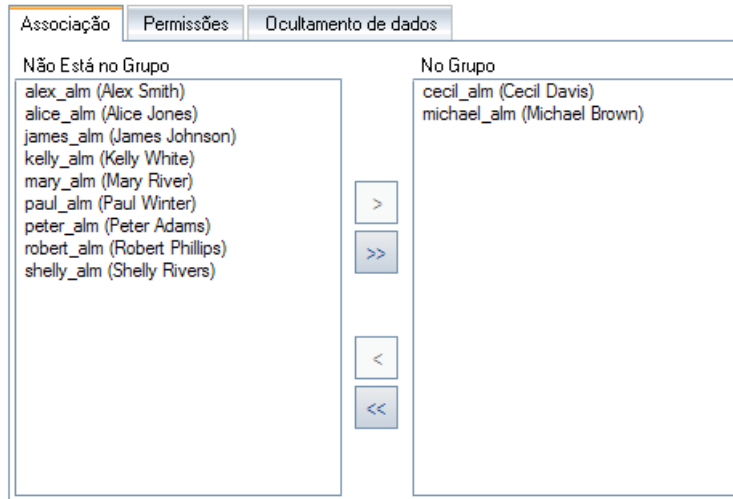 Associação Permissões Ocultamento de dados
Não Está no Grupo
alex_alm (Alex Smith)
alice_alm (Alice Jones)
james_alm (James Johnson)
kelly_alm (Kelly White)
mary_alm (Mary River)
paul_alm (Paul Winter)
peter_alm (Peter Adams)
robert_alm (Robert Phillips)
shelly_alm (Shelly Rivers)
>
>>
<
<<
No Grupo
cecil_alm (Cecil Davis)
michael_alm (Michael Brown)